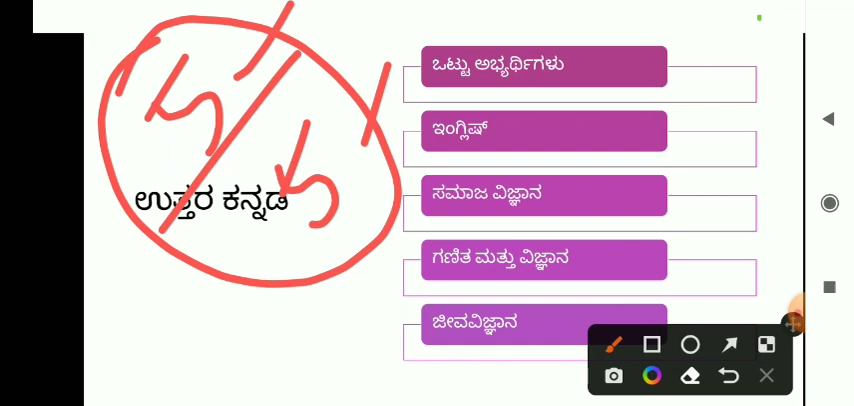 ಉತ್ತರ ಕನ್ನಡ
ಒಟ್ಟು ಅಭ್ಯರ್ಥಿಗಳು
ಇಂಗ್ಲಿಷ್
ಸಮಾಜ ವಿಜ್ಞಾನ
ಗಣಿತ ಮತ್ತು ವಿಜ್ಞಾನ
ಜೀವವಿಜ್ಞಾನ